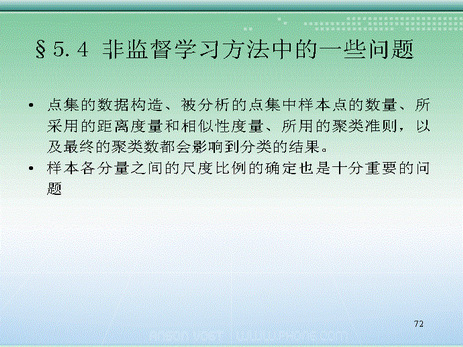 §5.4 非监督学习方法中的一些问题
• 点集的数据构造、被分析的点集中样本点的数量、所
采用的距离度量和相似性度量、所用的聚类准则，以
及最终的聚类数都会影响到分类的结果。
• 样本各分量之间的尺度比例的确定也是十分重要的问
题
72